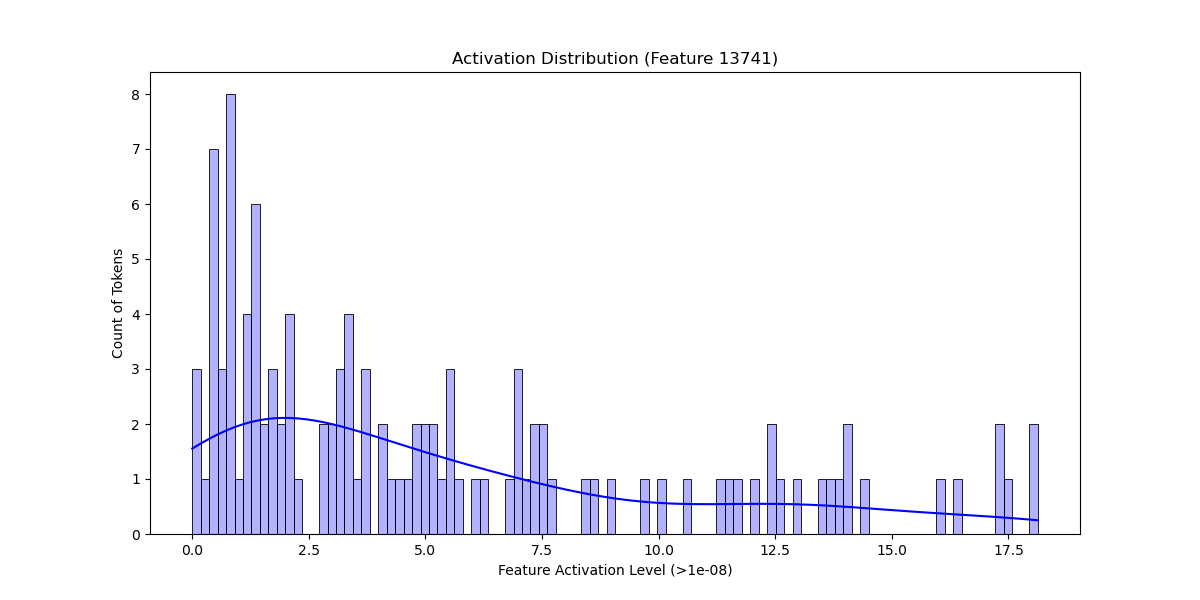 Activation Distribution (Feature 13741)
8
7
6
5
4
3
2
1
0
Count of Tokens
0.0 2.5 5.0 7.5 10.0 12.5 15.0 17.5
Feature Activation Level (>1e-08)